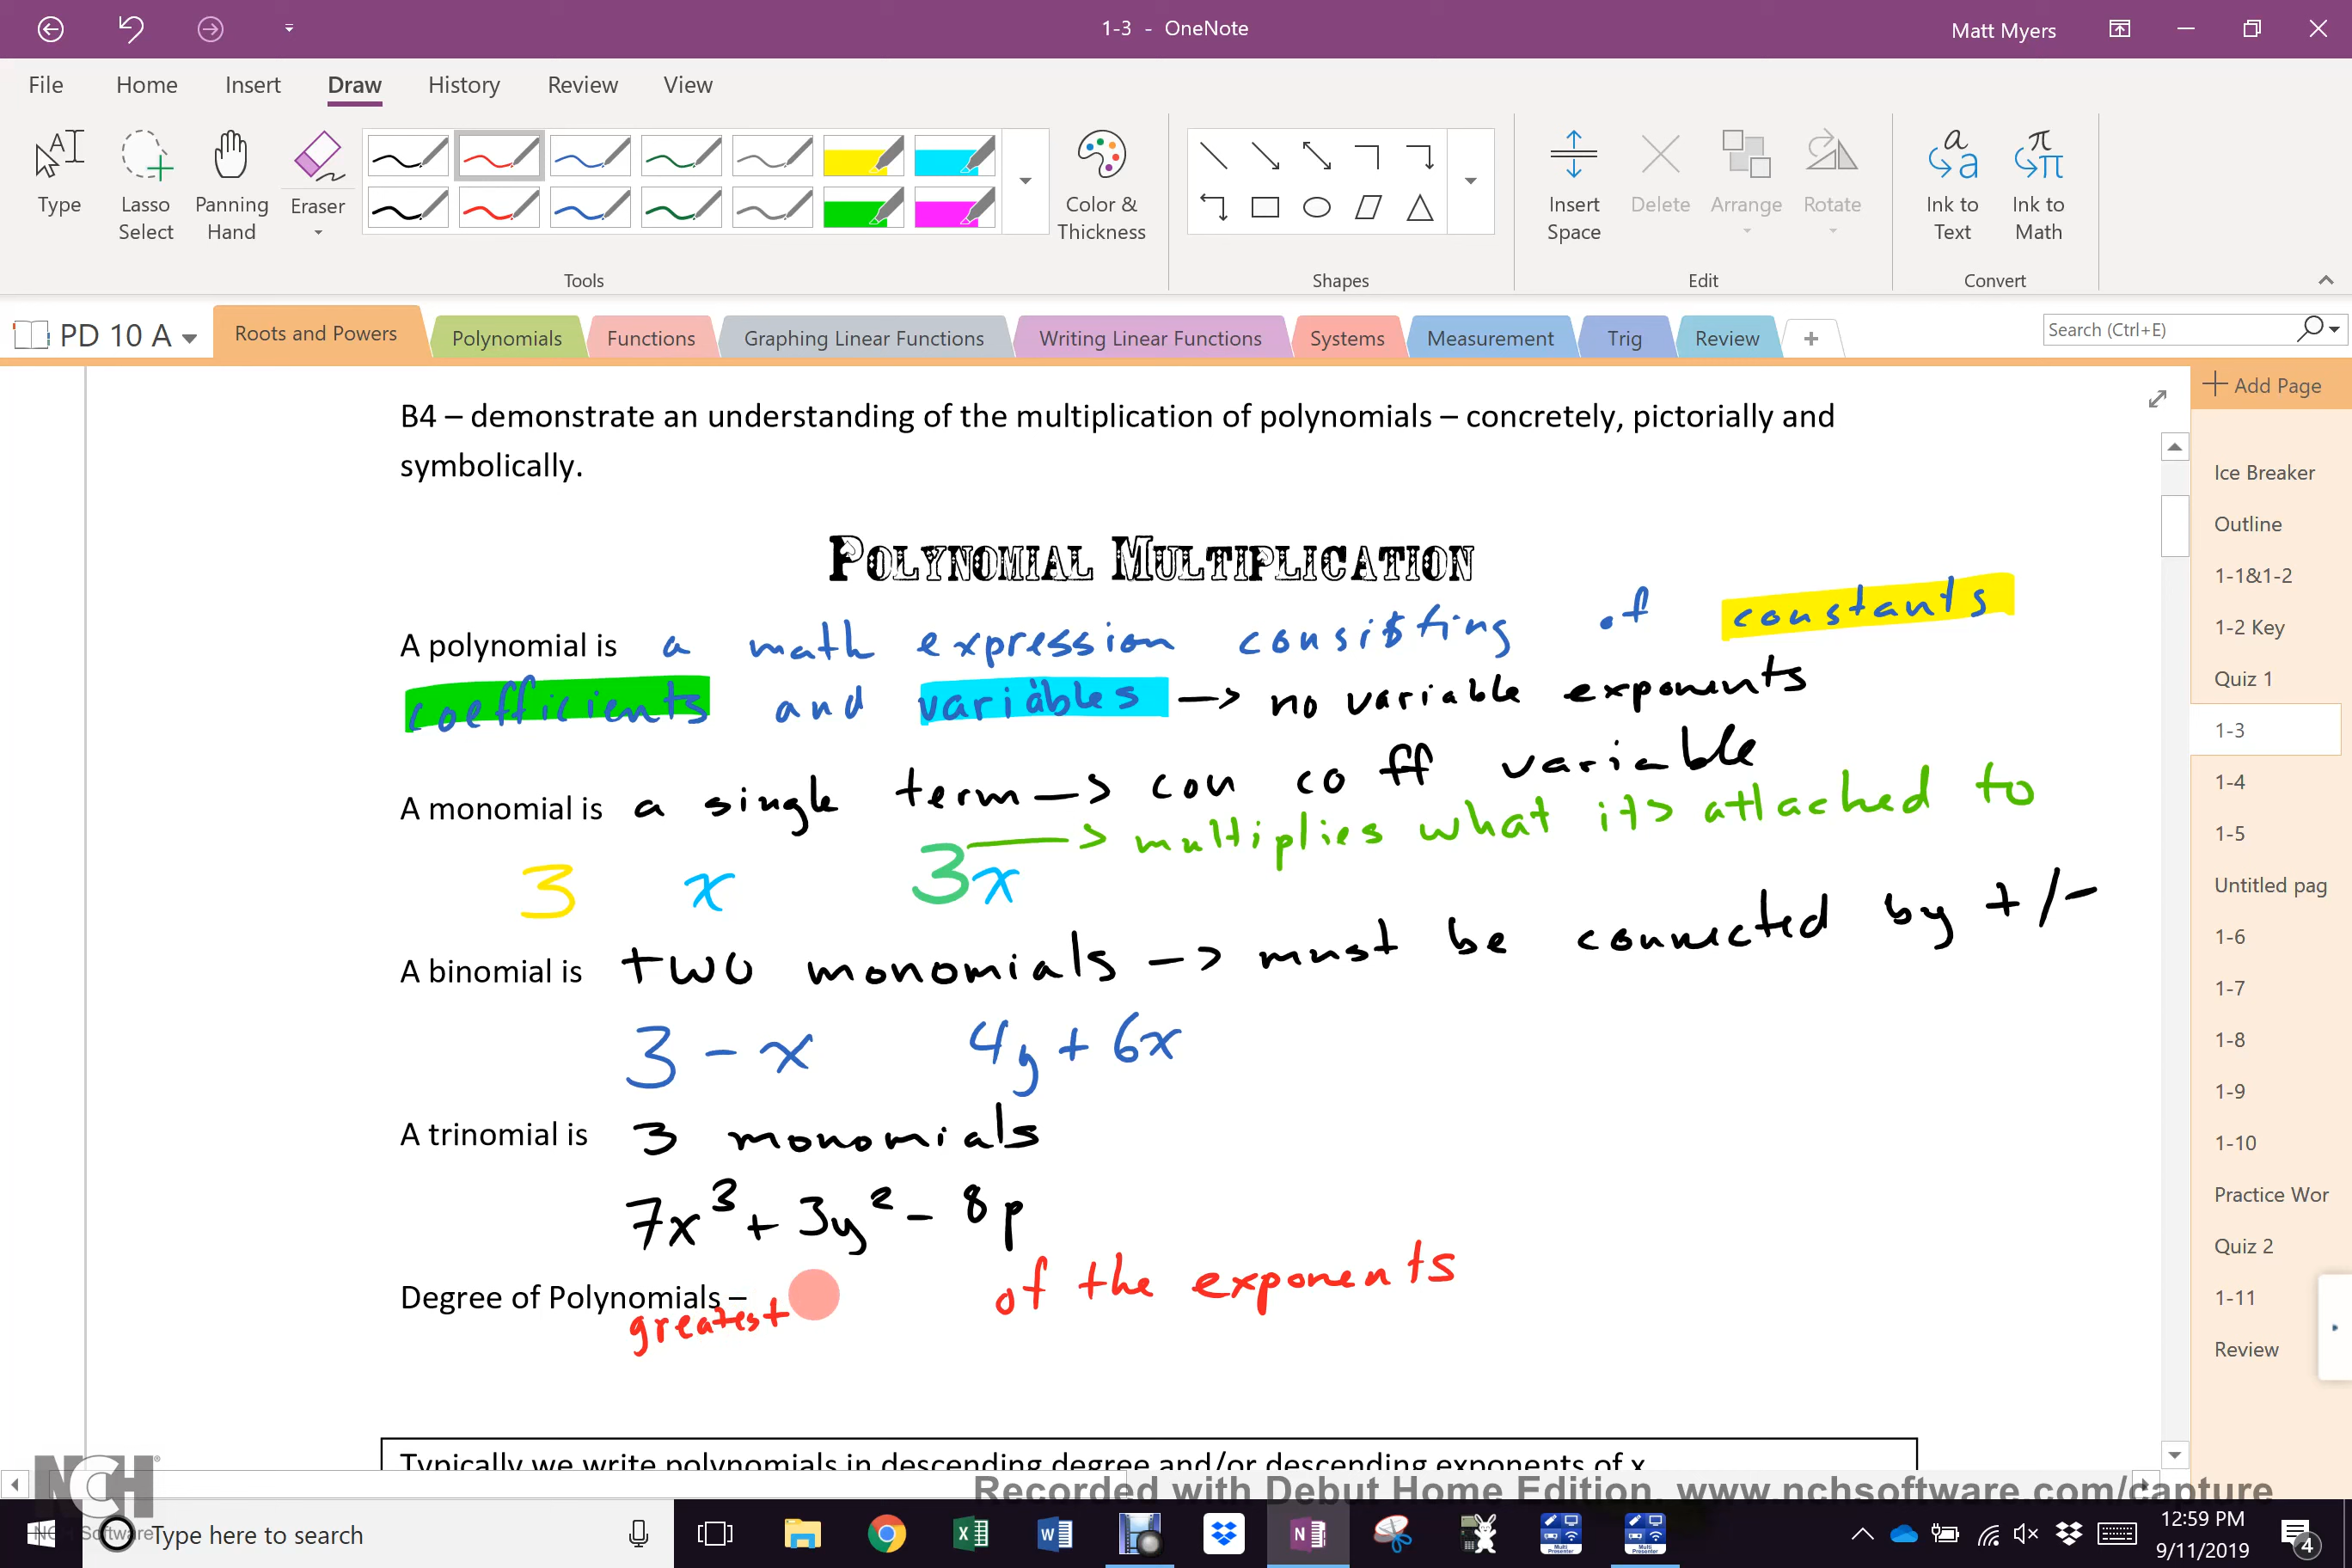 1-3 - OneNote
Matt Myers
File Home Insert Draw History Review View
Type
Lasso Select
Panning Hand
Eraser
Color & Thickness
Insert Space
Delete
Arrange
Rotate
Ink to Text
Ink to Math
Tools
Shapes
Edit
Convert
PD 10 A
Roots and Powers
Polynomials
Functions
Graphing Linear Functions
Writing Linear Functions
Systems
Measurement
Trig
Review
Search (Ctrl+E)
B4 – demonstrate an understanding of the multiplication of polynomials – concretely, pictorially and
symbolically.
POLYNOMIAL MULTIPLICATION
A polynomial is a math expression consisting of constants
coefficients and variables → no variable exponents
A monomial is a single term → con coff variable
3 x 3x → multiplies what its attached to
A binomial is two monomials → must be connected by +/-
3 - x 4y + 6x
A trinomial is 3 monomials
7x³ + 3y² - 8p
Degree of Polynomials – greatest of the exponents
Typically we write polynomials in descending degree and/or descending exponents of x
Add Page
Ice Breaker
Outline
1-1&1-2
1-2 Key
Quiz 1
1-3
1-4
1-5
Untitled pag
1-6
1-7
1-8
1-9
1-10
Practice Wor
Quiz 2
1-11
Review
NCH
NCH Software
Recorded with Debut Home Edition. www.nchsoftware.com/capture
Type here to search
12:59 PM
9/11/2019
4